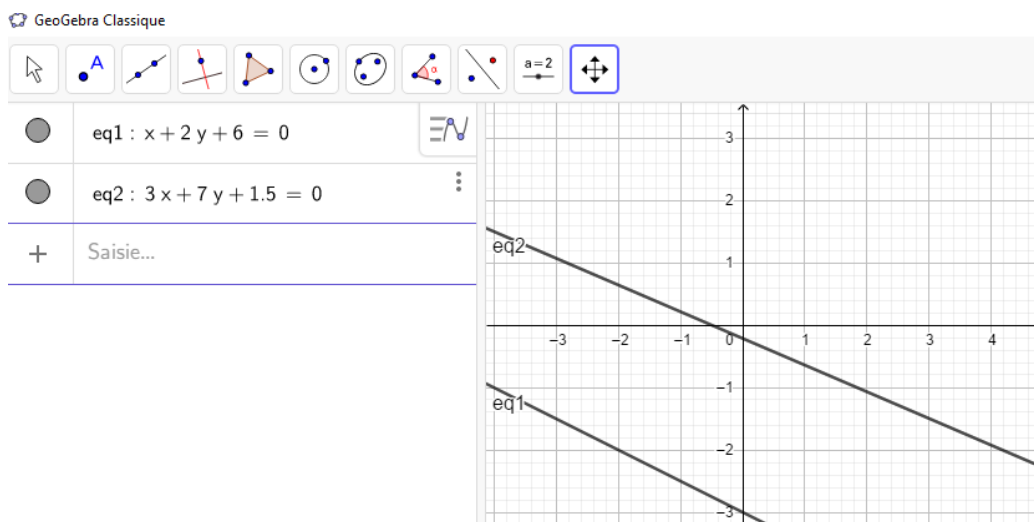 GeoGebra Classique
A
α
a=2
eq1 : x + 2 y + 6 = 0
eq2 : 3 x + 7 y + 1.5 = 0
+ Saisie...
3
2
eq2
1
−3 −2 −1 0 1 2 3 4
−1
eq1
−2
−3